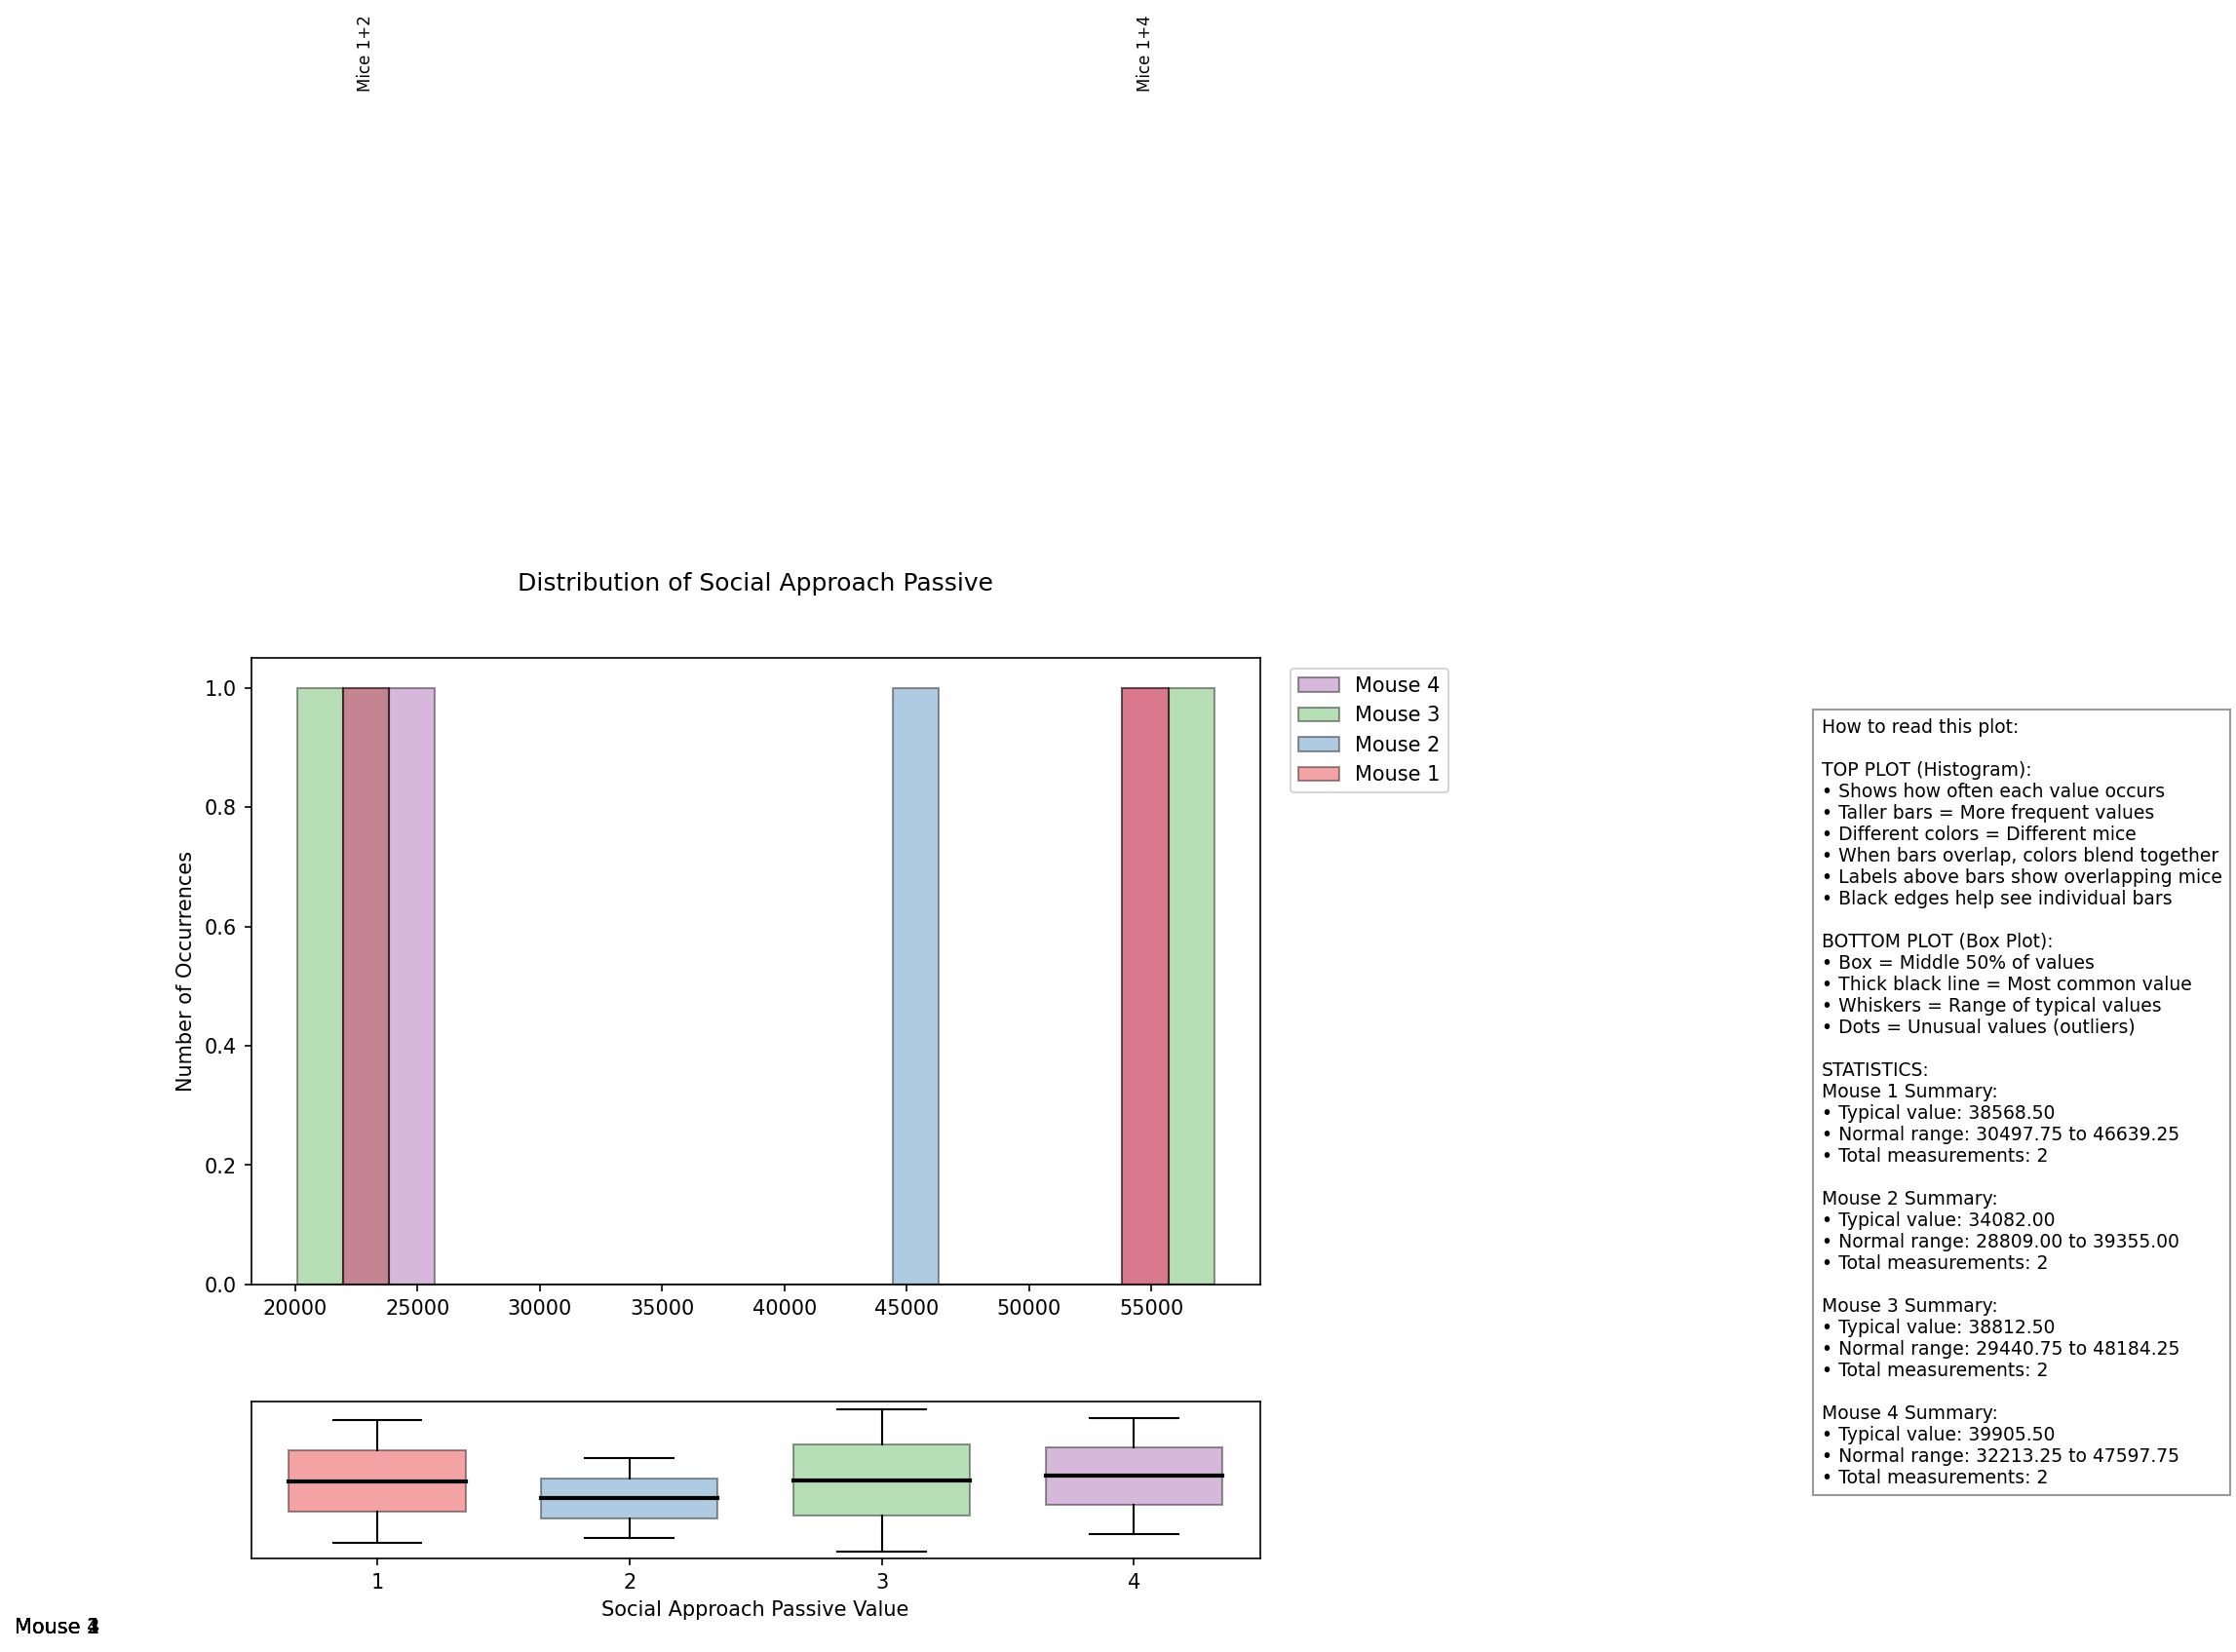 Mice 1+2
Mice 1+4
Distribution of Social Approach Passive
Number of Occurrences
1.0
0.8
0.6
0.4
0.2
0.0
20000 25000 30000 35000 40000 45000 50000 55000
Mouse 4
Mouse 3
Mouse 2
Mouse 1
How to read this plot:
TOP PLOT (Histogram):
• Shows how often each value occurs
• Taller bars = More frequent values
• Different colors = Different mice
• When bars overlap, colors blend together
• Labels above bars show overlapping mice
• Black edges help see individual bars
BOTTOM PLOT (Box Plot):
• Box = Middle 50% of values
• Thick black line = Most common value
• Whiskers = Range of typical values
• Dots = Unusual values (outliers)
STATISTICS:
Mouse 1 Summary:
• Typical value: 38568.50
• Normal range: 30497.75 to 46639.25
• Total measurements: 2
Mouse 2 Summary:
• Typical value: 34082.00
• Normal range: 28809.00 to 39355.00
• Total measurements: 2
Mouse 3 Summary:
• Typical value: 38812.50
• Normal range: 29440.75 to 48184.25
• Total measurements: 2
Mouse 4 Summary:
• Typical value: 39905.50
• Normal range: 32213.25 to 47597.75
• Total measurements: 2
1 2 3 4
Social Approach Passive Value
Mouse